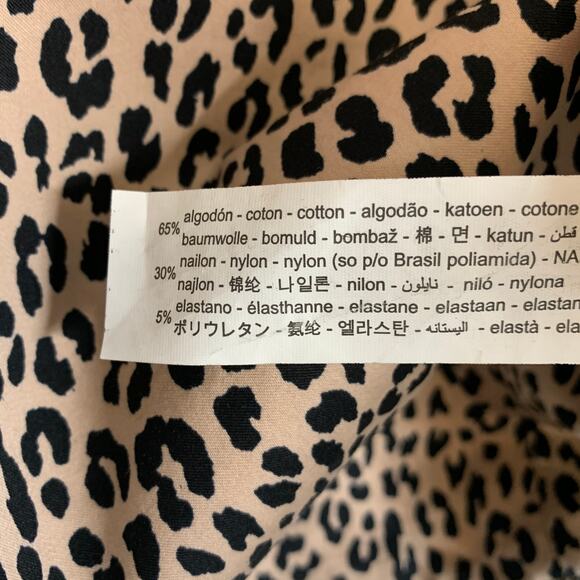 65% algodón - coton - cotton - algodão - katoen - cotone
baumwolle - bomuld - bombaž - 棉 - 면 - katun - قطن
30% nailon - nylon - nylon (so p/o Brasil poliamida) - NA
najlon - 锦纶 - 나일론 - nilon - نايلون - niló - nylona
5% elastano - élasthanne - elastane - elastaan - elastan
ポリウレタン - 氨纶 - 엘라스탄 - اليستانه - elastà - ela